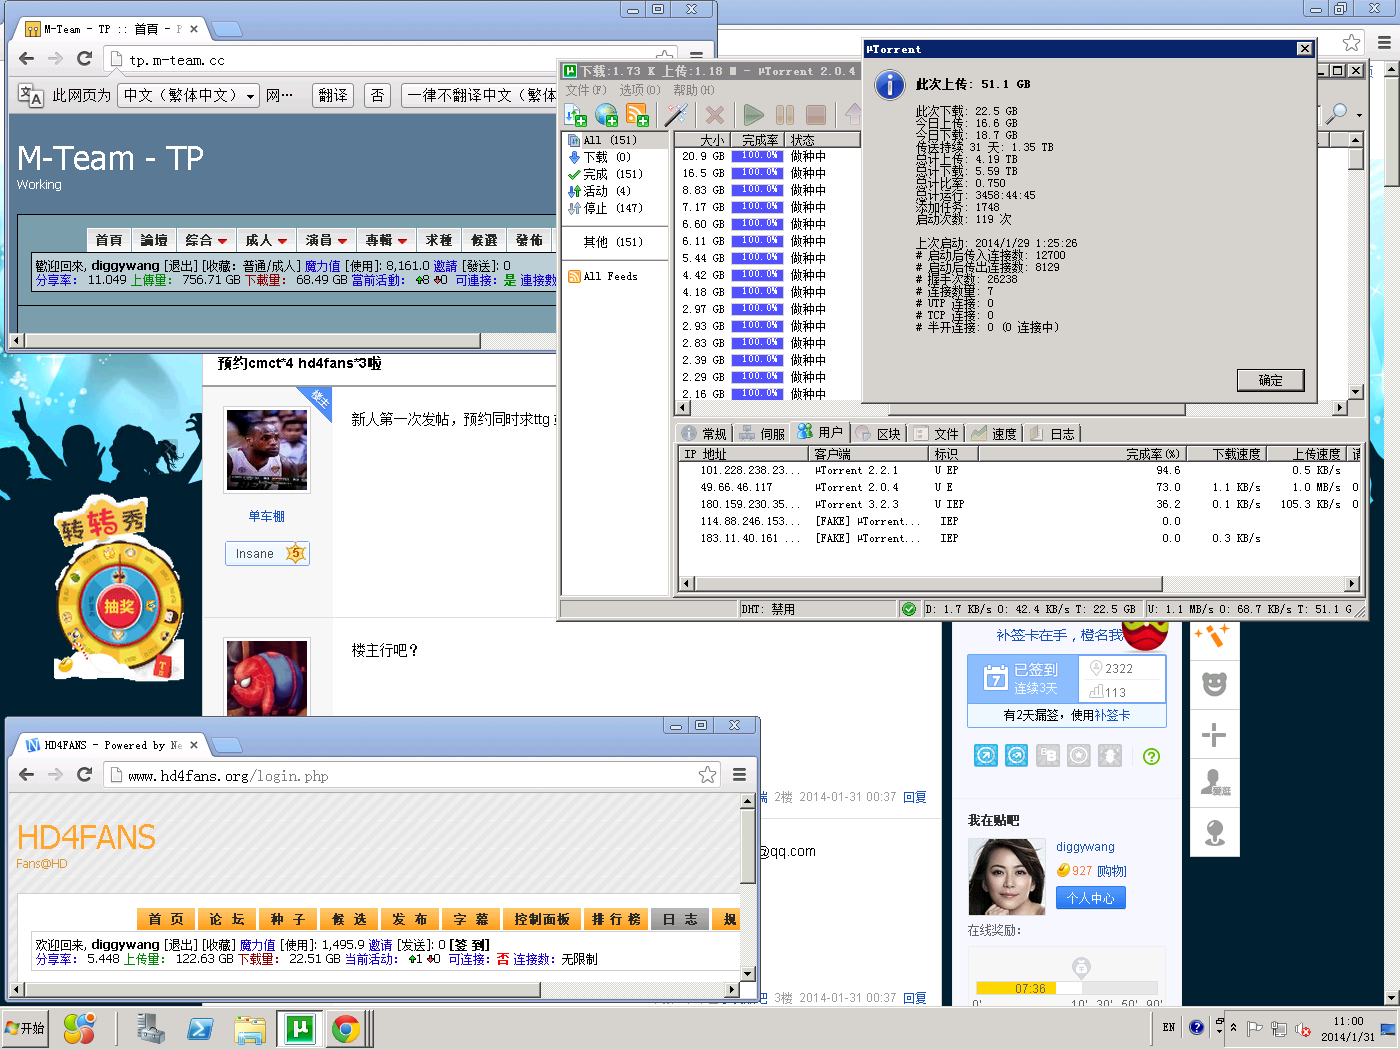 M-Team - TP :: 首頁 - P
tp.m-team.cc
此网页为 中文（繁体中文） 网… 翻译 否 一律不翻译中文（繁体
M-Team - TP
Working
首頁 論壇 綜合 成人 演員 專輯 求種 候選 發佈
歡迎回來, diggywang [退出] [收藏: 普通/成人] 魔力值 [使用]: 8,161.0 邀請 [發送]: 0
分享率： 11.049 上傳量： 756.71 GB 下載量： 68.49 GB 當前活動： 8 0 可連接：是 連接數
下载:1.73 K 上传:1.18 M - µTorrent 2.0.4
文件(F) 选项(O) 帮助(H)
All (151)
下载 (0)
完成 (151)
活动 (4)
停止 (147)
其他 (151)
All Feeds
大小 完成率 状态
20.9 GB 100.0% 做种中
16.5 GB 100.0% 做种中
8.83 GB 100.0% 做种中
7.17 GB 100.0% 做种中
6.60 GB 100.0% 做种中
6.11 GB 100.0% 做种中
5.44 GB 100.0% 做种中
4.42 GB 100.0% 做种中
4.18 GB 100.0% 做种中
2.97 GB 100.0% 做种中
2.93 GB 100.0% 做种中
2.83 GB 100.0% 做种中
2.39 GB 100.0% 做种中
2.29 GB 100.0% 做种中
2.16 GB 100.0% 做种中
µTorrent
此次上传: 51.1 GB
此次下载: 22.5 GB
今日上传: 16.6 GB
今日下载: 18.7 GB
传送持续 31 天: 1.35 TB
总计上传: 4.19 TB
总计下载: 5.59 TB
总计比率: 0.750
总计运行: 3458:44:45
添加任务: 1748
启动次数: 119 次
上次启动: 2014/1/29 1:25:26
# 启动后传入连接数: 12700
# 启动后传出连接数: 8129
# 握手次数: 26238
# 连接数量: 7
# UTP 连接: 0
# TCP 连接: 0
# 半开连接: 0 (0 连接中)
确定
常规 伺服 用户 区块 文件 速度 日志
IP 地址 客户端 标识 完成率(%) 下载速度 上传速度
101.228.238.23... µTorrent 2.2.1 U EP 94.6 0.5 KB/s
49.66.46.117 µTorrent 2.0.4 U E 73.0 1.1 KB/s 1.0 MB/s 0
180.159.230.35... µTorrent 3.2.3 U IEP 36.2 0.1 KB/s 105.3 KB/s 0
114.88.246.153... [FAKE] µTorrent... IEP 0.0
183.11.40.161 ... [FAKE] µTorrent... IEP 0.0 0.3 KB/s
DHT: 禁用 D: 1.7 KB/s O: 42.4 KB/s T: 22.5 GB U: 1.1 MB/s O: 68.7 KB/s T: 51.1 G
预约cmct*4 hd4fans*3啦
楼主
新人第一次发帖，预约同时求ttg
单车棚
Insane 5
转转秀
抽奖
楼主行吧？
2楼 2014-01-31 00:37 回复
@qq.com
3楼 2014-01-31 00:37 回复
补签卡在手，橙名我
7 已签到
连续3天
2322
113
有2天漏签，使用补签卡
爱逛
我在贴吧
diggywang
927 [购物]
个人中心
在线奖励：
07:36
0' 10' 30' 50' 90'
HD4FANS - Powered by Ne
www.hd4fans.org/login.php
HD4FANS
Fans@HD
首 页 论 坛 种 子 候 选 发 布 字 幕 控制面板 排 行 榜 日 志 规
欢迎回来, diggywang [退出] [收藏] 魔力值 [使用]: 1,495.9 邀请 [发送]: 0 [签 到]
分享率： 5.448 上传量： 122.63 GB 下载量： 22.51 GB 当前活动： 1 0 可连接：否 连接数：无限制
开始
EN
11:00
2014/1/31